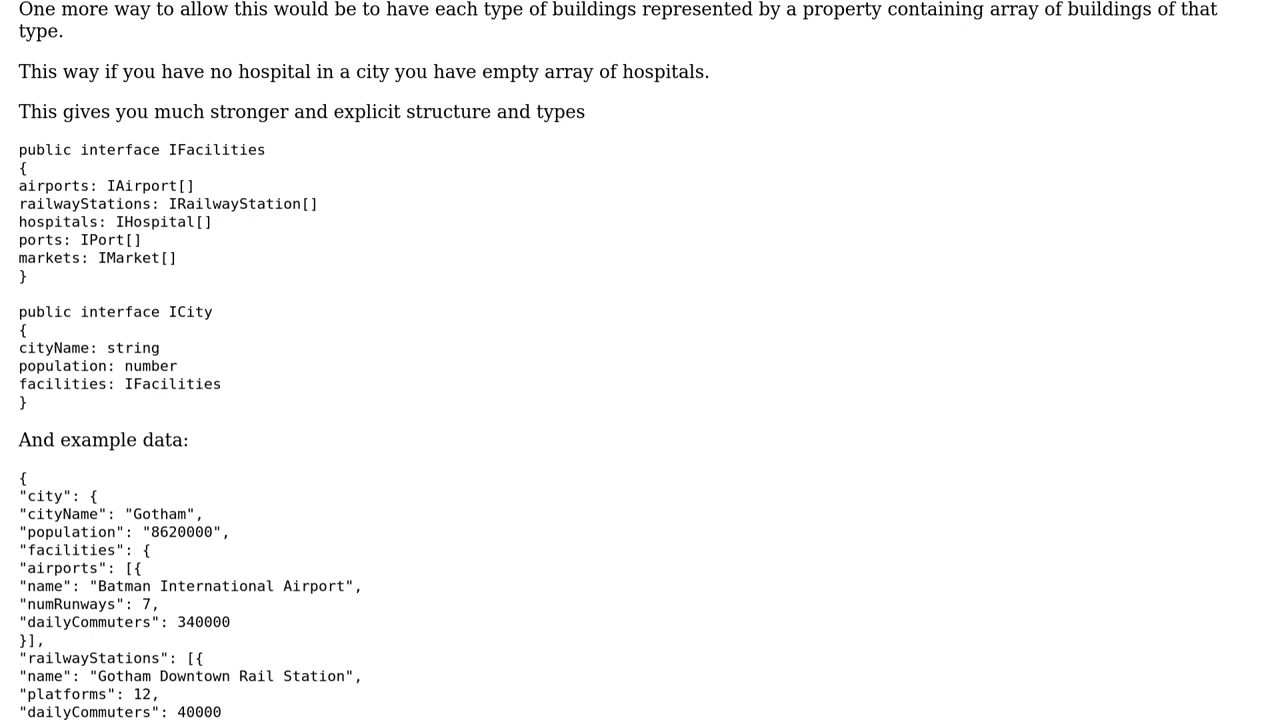 One more way to allow this would be to have each type of buildings represented by a property containing array of buildings of that
type.
This way if you have no hospital in a city you have empty array of hospitals.
This gives you much stronger and explicit structure and types
public interface IFacilities
{
airports: IAirport[]
railwayStations: IRailwayStation[]
hospitals: IHospital[]
ports: IPort[]
markets: IMarket[]
}
public interface ICity
{
cityName: string
population: number
facilities: IFacilities
}
And example data:
{
"city": {
"cityName": "Gotham",
"population": "8620000",
"facilities": {
"airports": [{
"name": "Batman International Airport",
"numRunways": 7,
"dailyCommuters": 340000
}],
"railwayStations": [{
"name": "Gotham Downtown Rail Station",
"platforms": 12,
"dailyCommuters": 40000